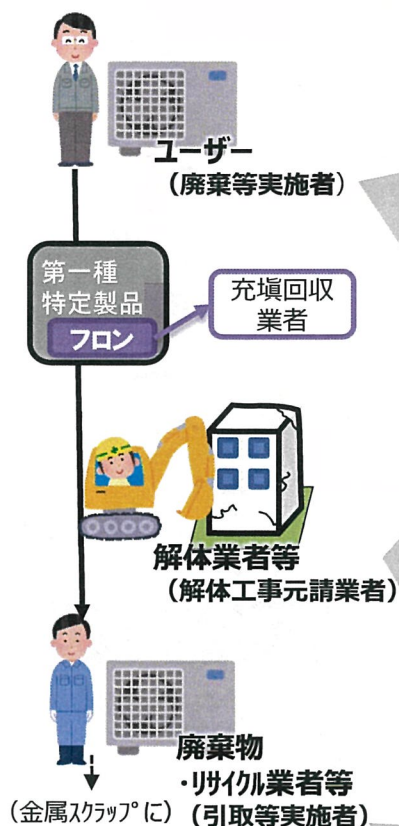 ユーザー
(廃棄等実施者)
第一種
特定製品
フロン
充塡回収
業者
解体業者等
(解体工事元請業者)
廃棄物
・リサイクル業者等
(金属スクラップに)
(引取等実施者)